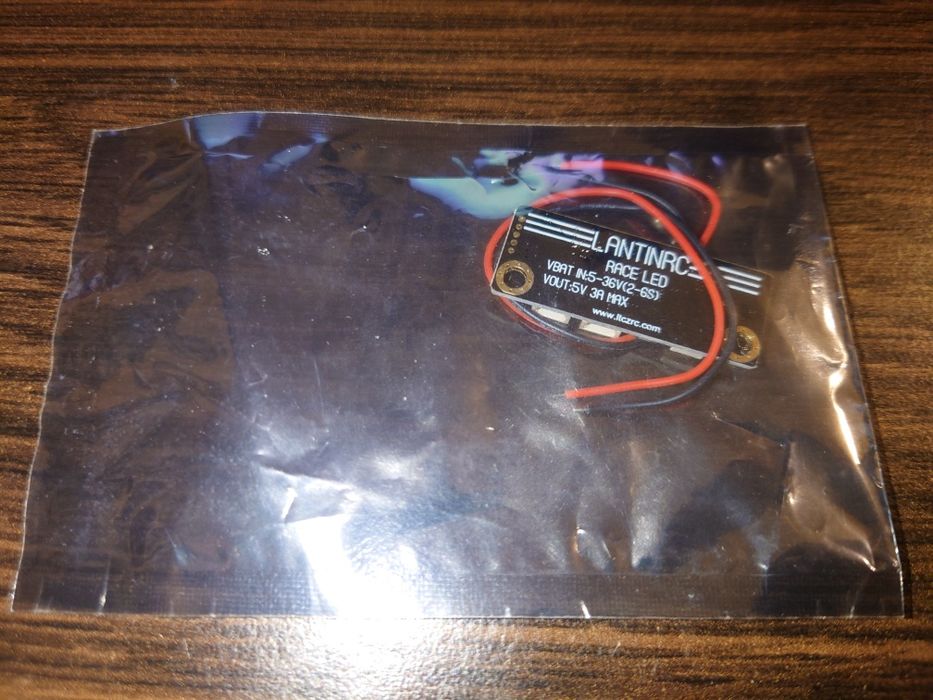 LANTINRC
RACE LED
VBAT IN:5-36V(2-6S)
VOUT:5V 3A MAX
www.ltczrc.com